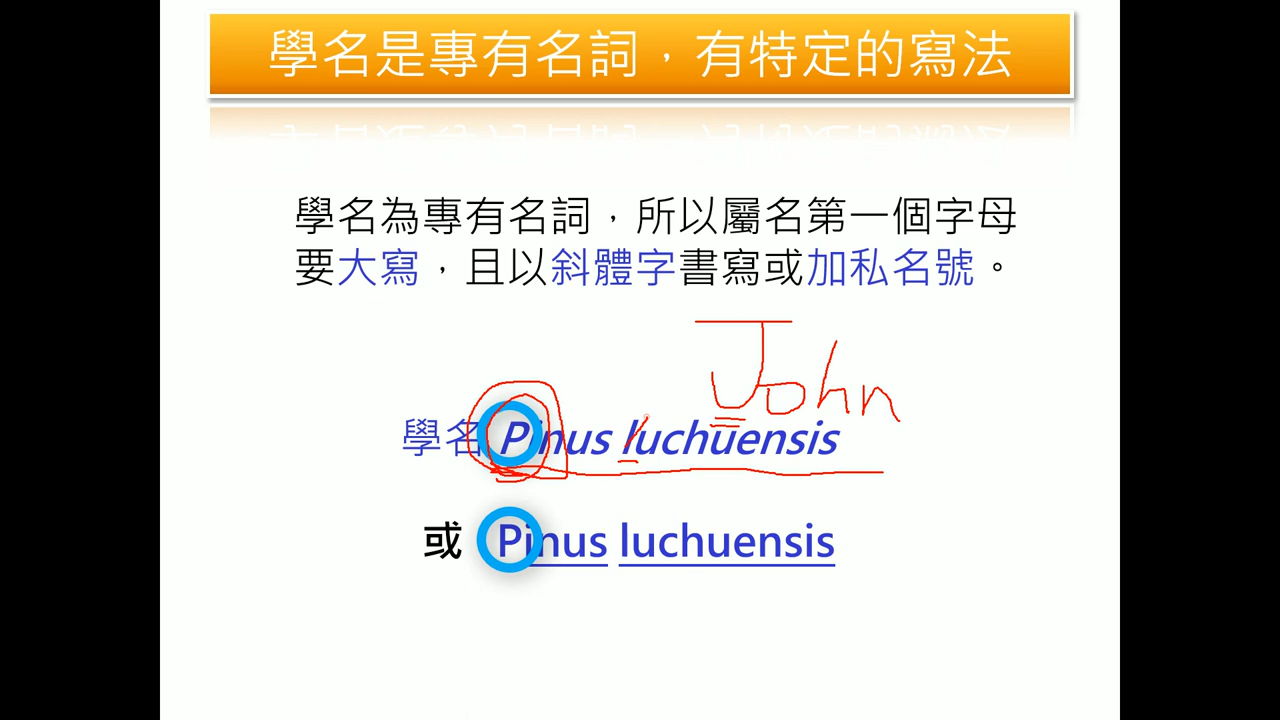 學名是專有名詞，有特定的寫法
學名為專有名詞，所以屬名第一個字母
要大寫，且以斜體字書寫或加私名號。
John
學名 Pinus luchuensis
或 Pinus luchuensis